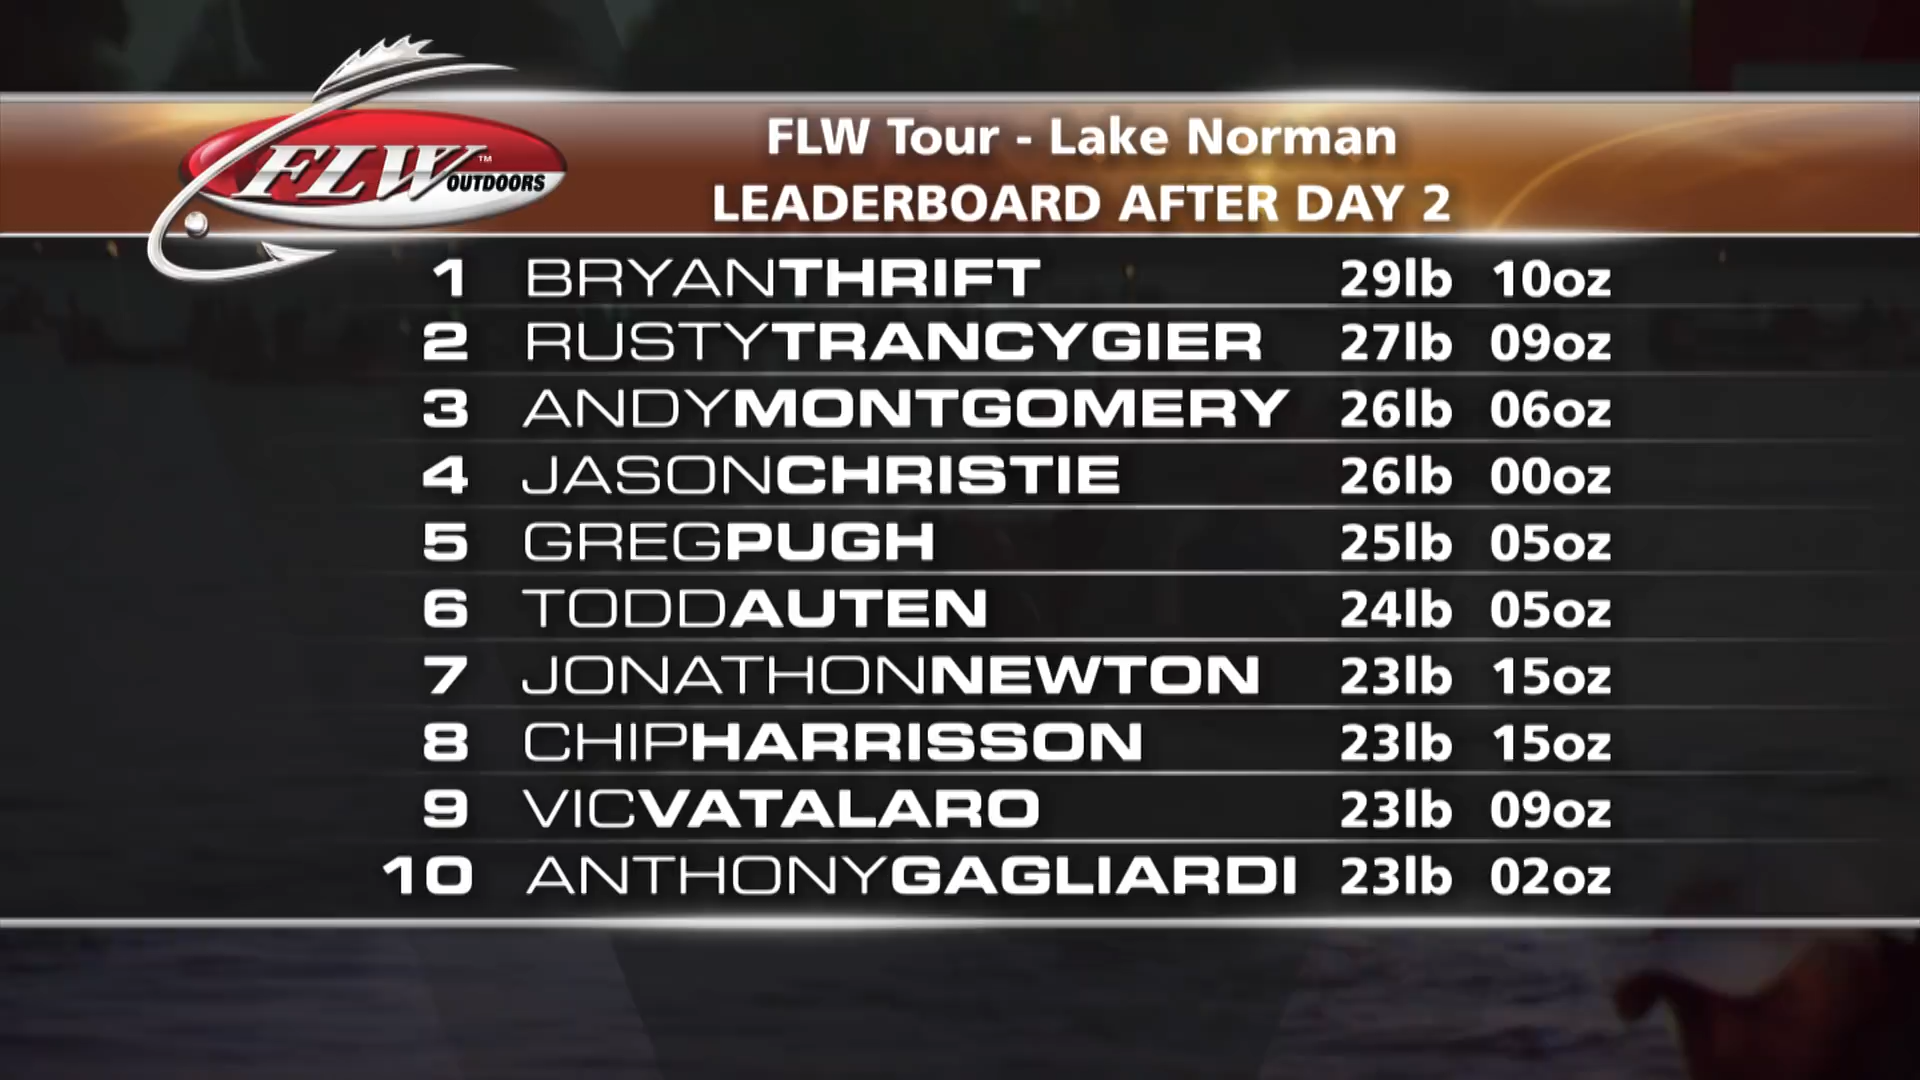 FLW™ OUTDOORS
FLW Tour - Lake Norman
LEADERBOARD AFTER DAY 2
1 BRYANTHRIFT 29lb 10oz
2 RUSTYTRANCYGIER 27lb 09oz
3 ANDYMONTGOMERY 26lb 06oz
4 JASONCHRISTIE 26lb 00oz
5 GREGPUGH 25lb 05oz
6 TODDAUTEN 24lb 05oz
7 JONATHONNEWTON 23lb 15oz
8 CHIPHARRISSON 23lb 15oz
9 VICVATALARO 23lb 09oz
10 ANTHONYGAGLIARDI 23lb 02oz